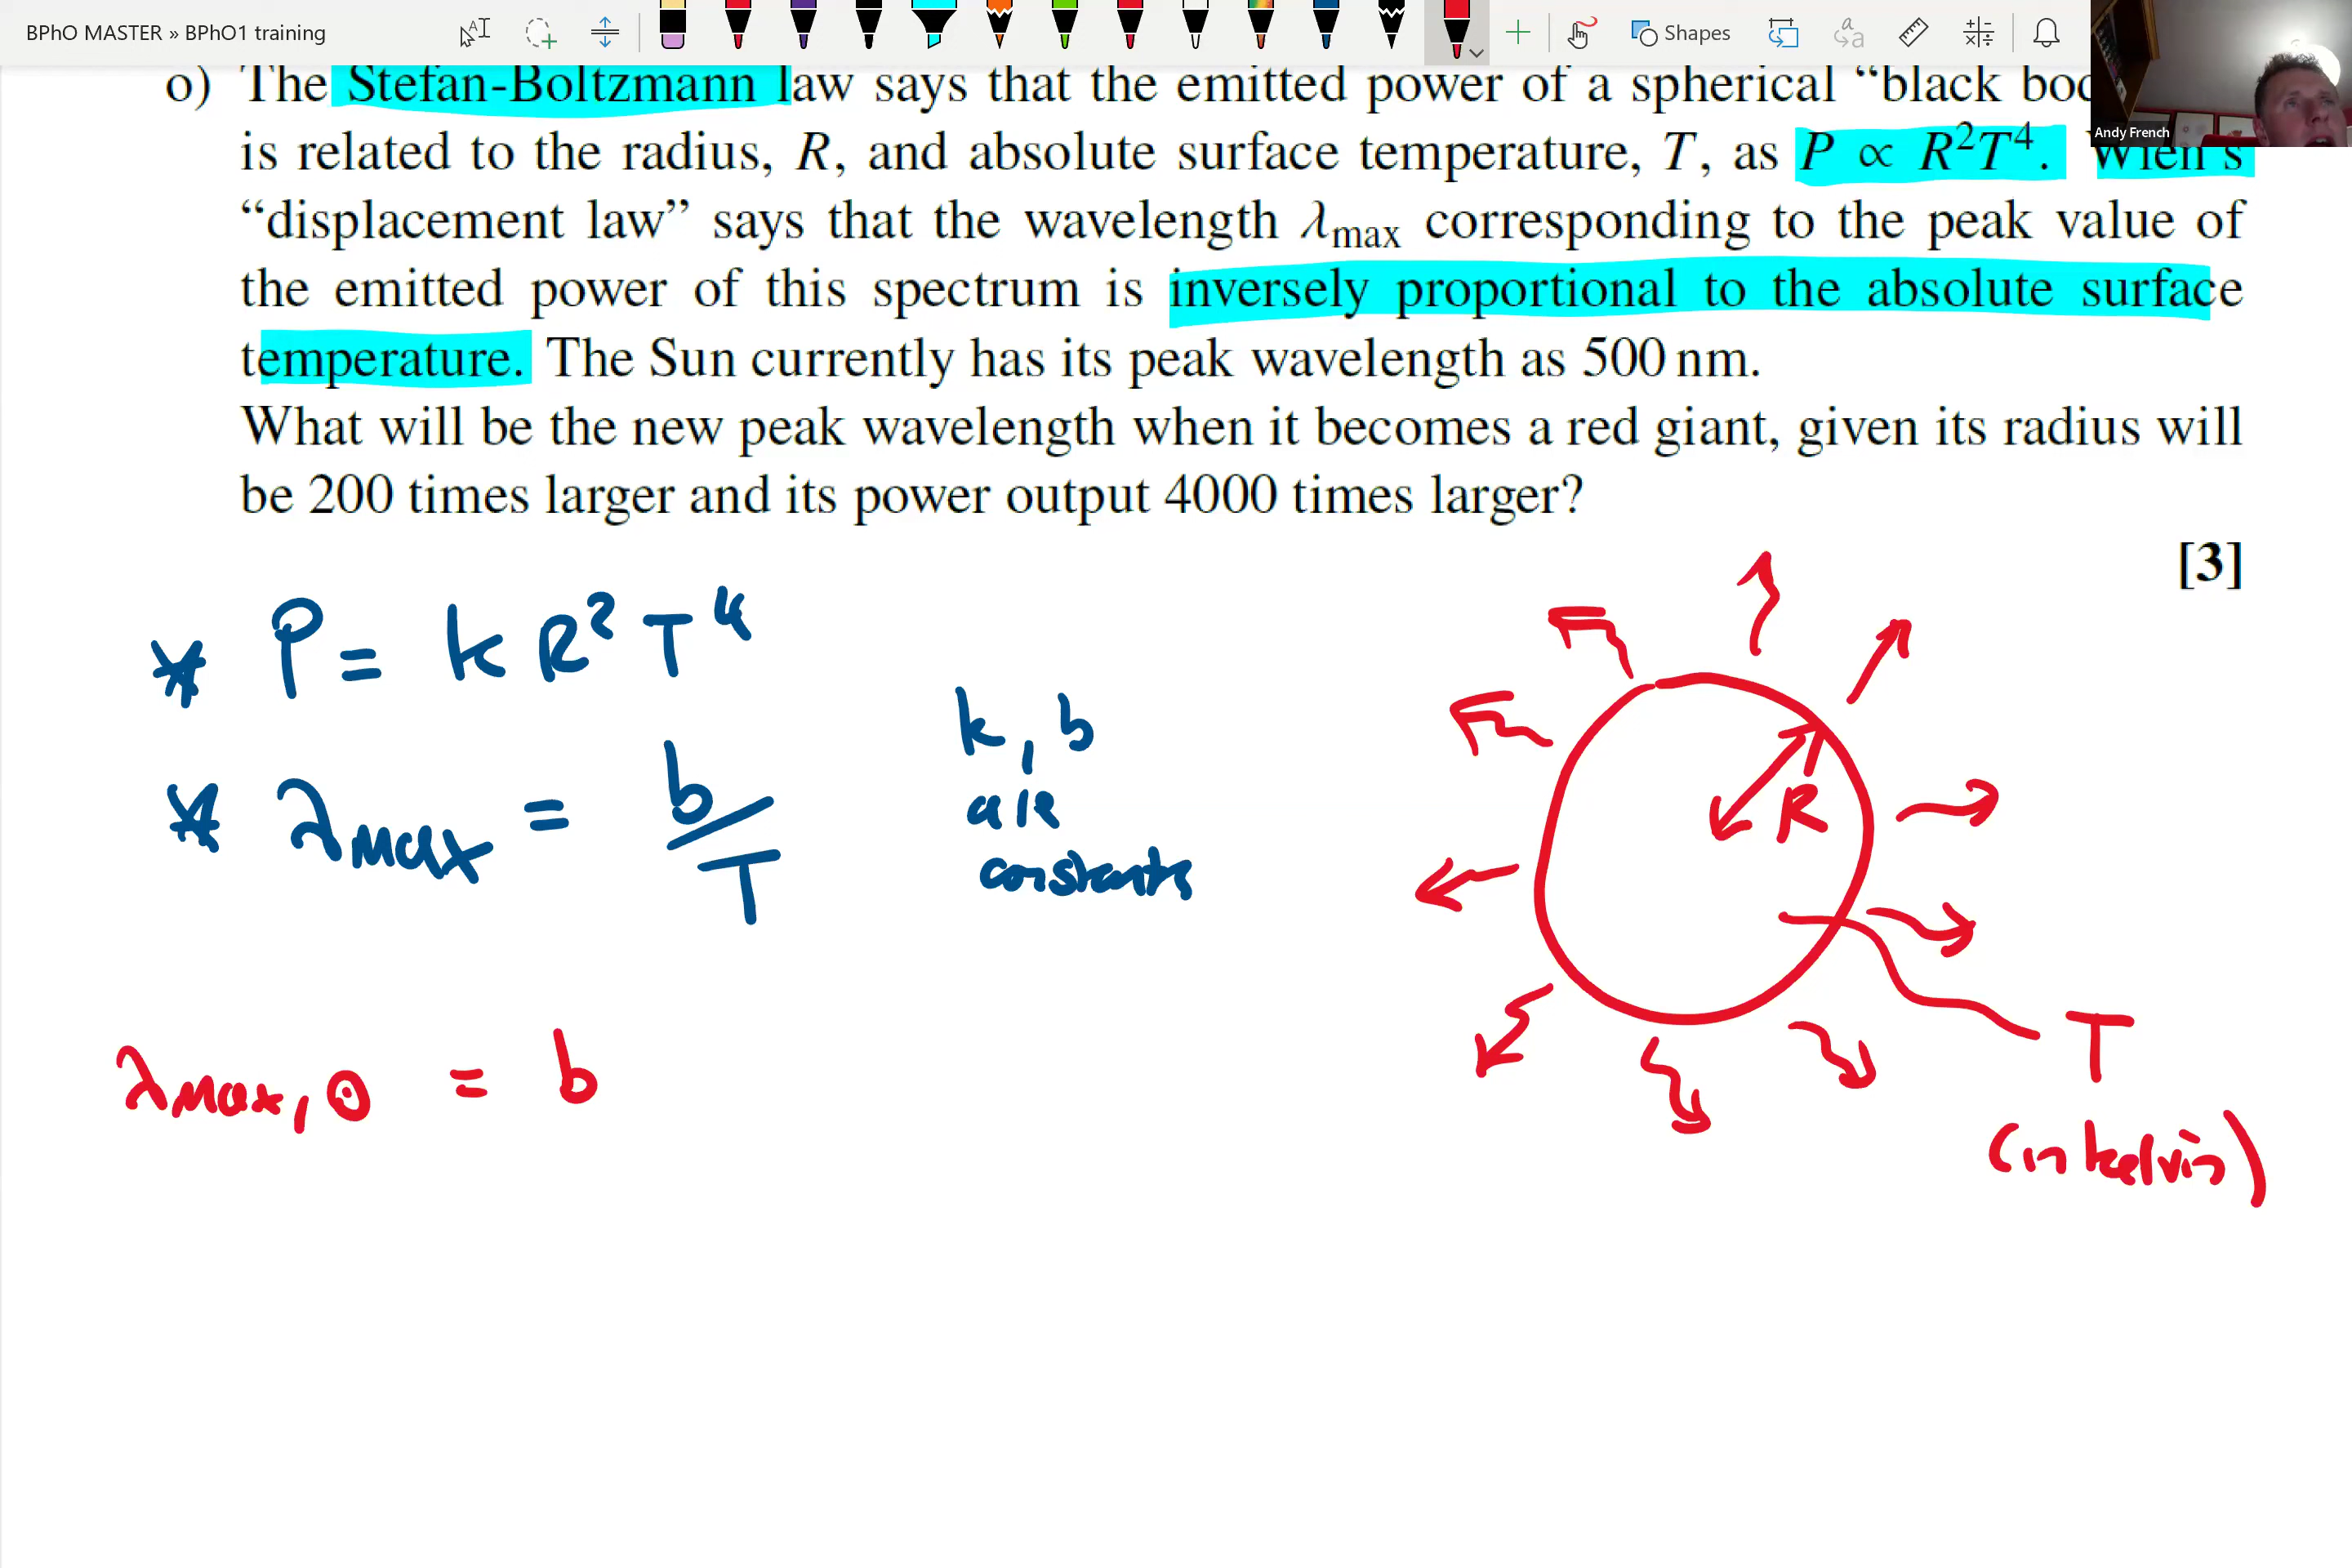 BPhO MASTER » BPhO1 training
Shapes
Andy French
o) The Stefan-Boltzmann law says that the emitted power of a spherical “black bod
is related to the radius, R, and absolute surface temperature, T, as P ∝ R²T⁴. Wien's
“displacement law” says that the wavelength λmax corresponding to the peak value of
the emitted power of this spectrum is inversely proportional to the absolute surface
temperature. The Sun currently has its peak wavelength as 500 nm.
What will be the new peak wavelength when it becomes a red giant, given its radius will
be 200 times larger and its power output 4000 times larger?
[3]
* P = k R² T⁴
* λmax = b/T
k, b
are
constants
R
T
(in kelvin)
λmax,⊙ = b